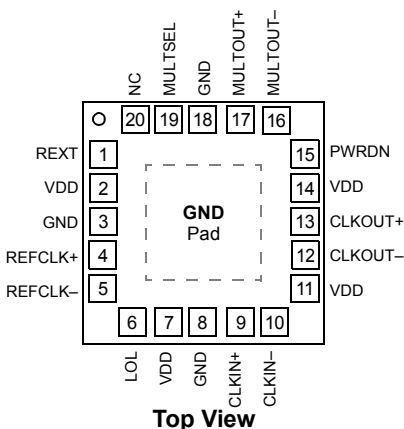 NC
MULTSEL
GND
MULTOUT+
MULTOUT–
20 19 18 17 16
REXT 1
VDD 2
GND 3
REFCLK+ 4
REFCLK– 5
GND
Pad
15 PWRDN
14 VDD
13 CLKOUT+
12 CLKOUT–
11 VDD
6 7 8 9 10
LOL
VDD
GND
CLKIN+
CLKIN–
Top View